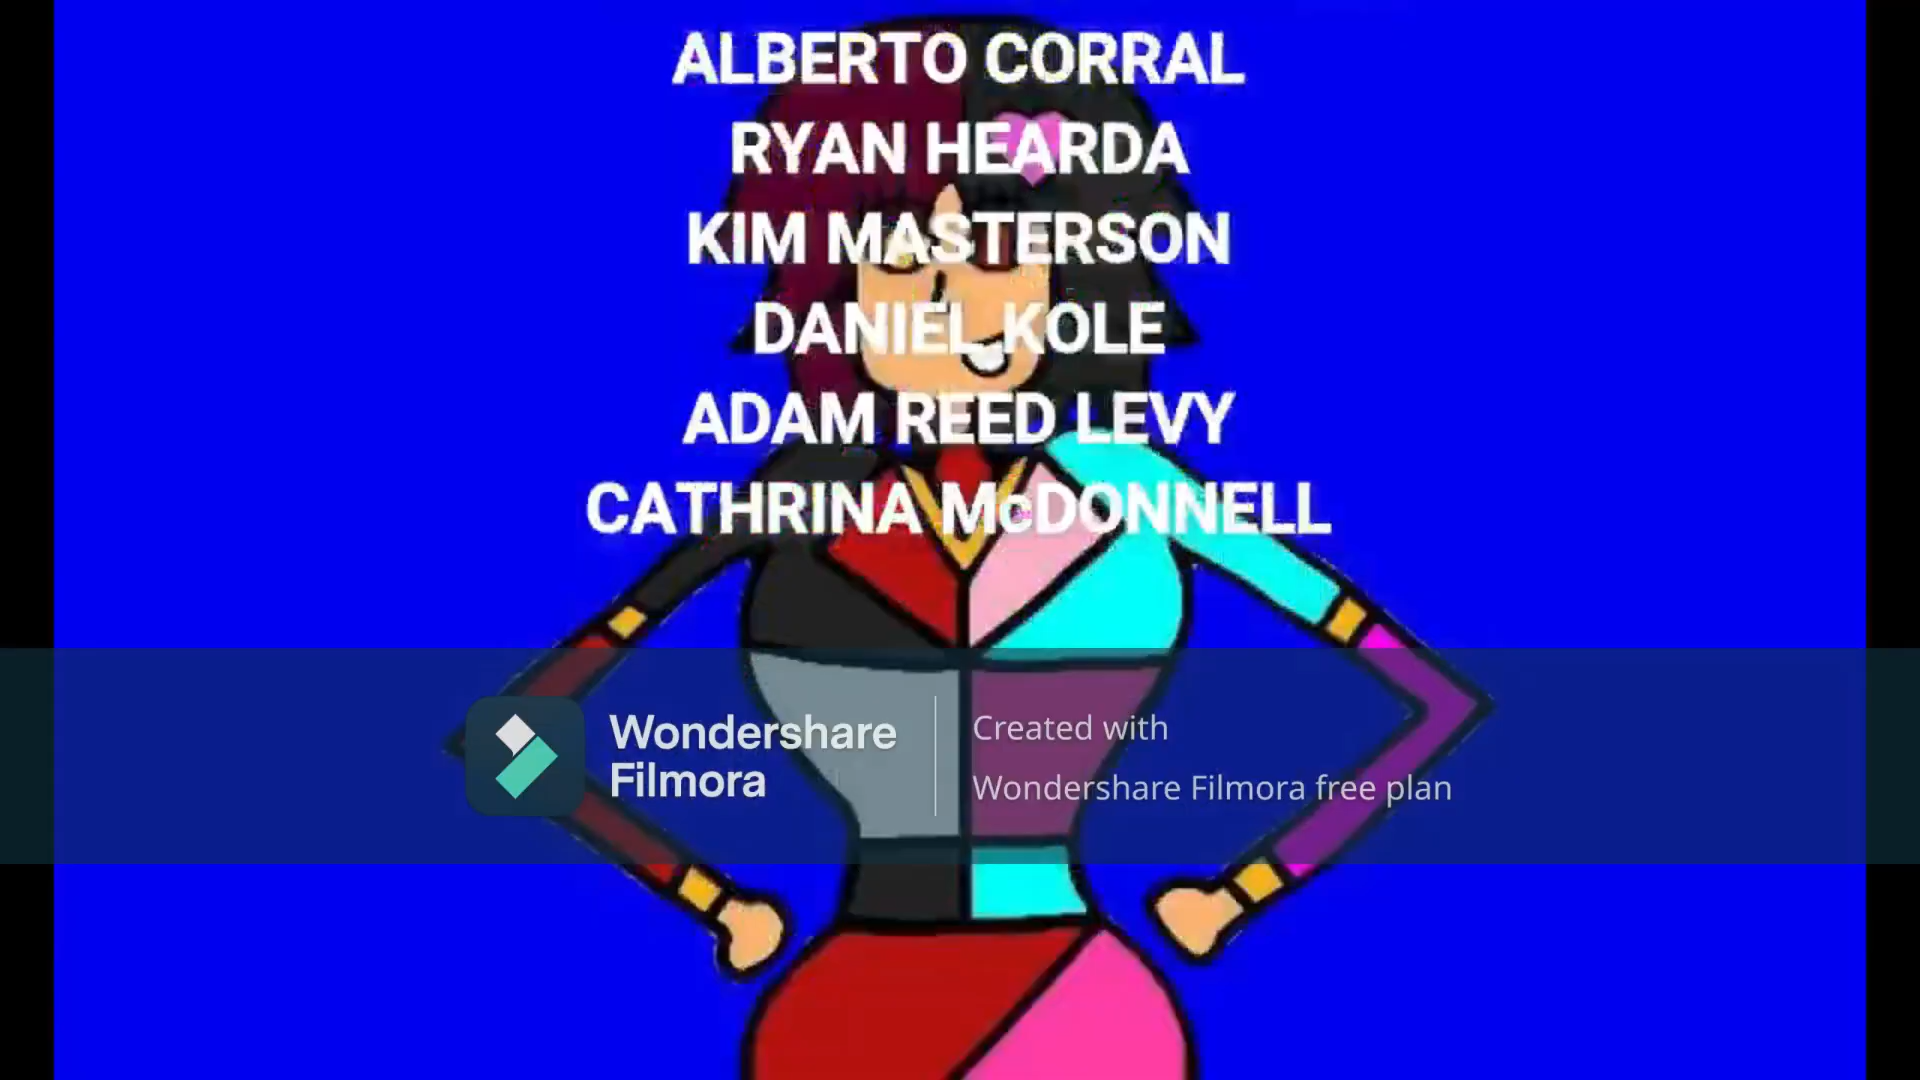 ALBERTO CORRAL
RYAN HEARDA
KIM MASTERSON
DANIEL KOLE
ADAM REED LEVY
CATHRINA McDONNELL
Wondershare
Filmora
Created with
Wondershare Filmora free plan